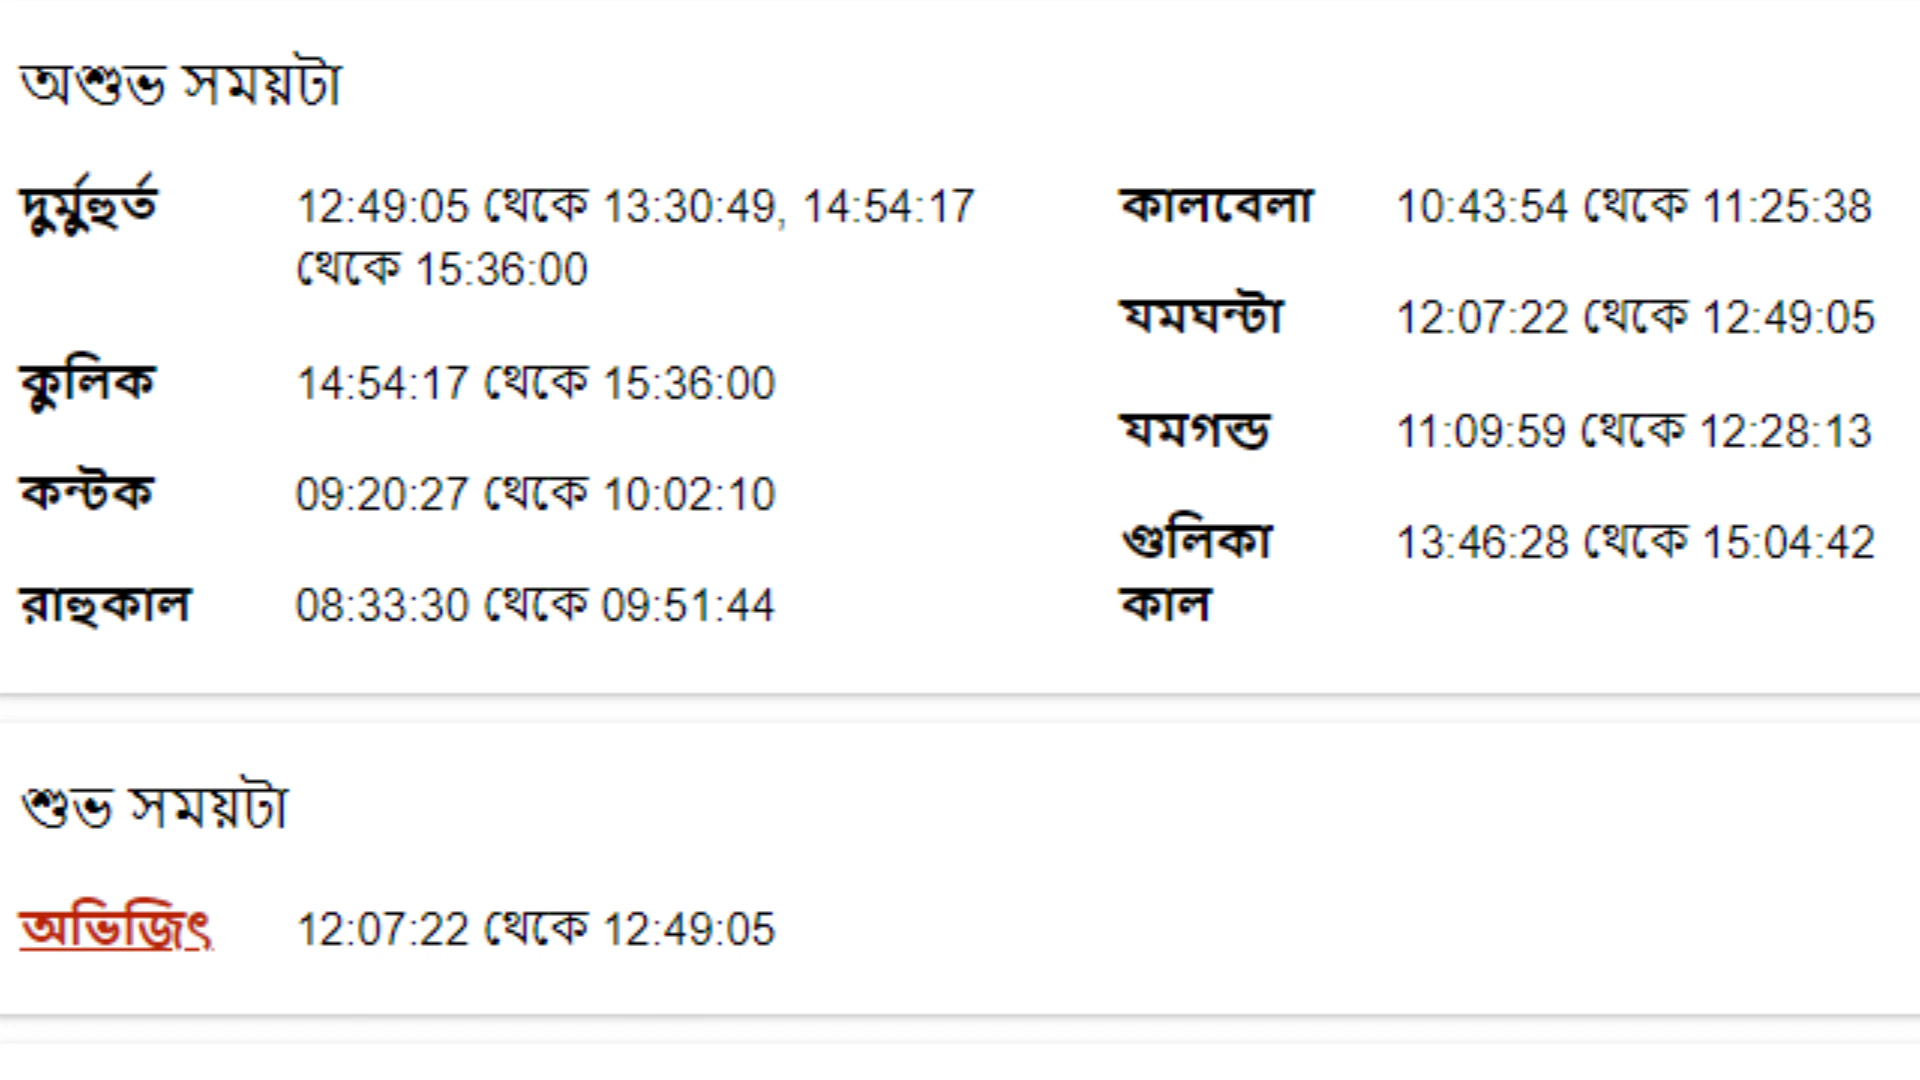 অশুভ সময়টা
দুর্মুহুর্ত 12:49:05 থেকে 13:30:49, 14:54:17
থেকে 15:36:00
কুলিক 14:54:17 থেকে 15:36:00
কন্টক 09:20:27 থেকে 10:02:10
রাহুকাল 08:33:30 থেকে 09:51:44
কালবেলা 10:43:54 থেকে 11:25:38
যমঘন্টা 12:07:22 থেকে 12:49:05
যমগন্ড 11:09:59 থেকে 12:28:13
গুলিকা 13:46:28 থেকে 15:04:42
কাল
শুভ সময়টা
অভিজিৎ 12:07:22 থেকে 12:49:05